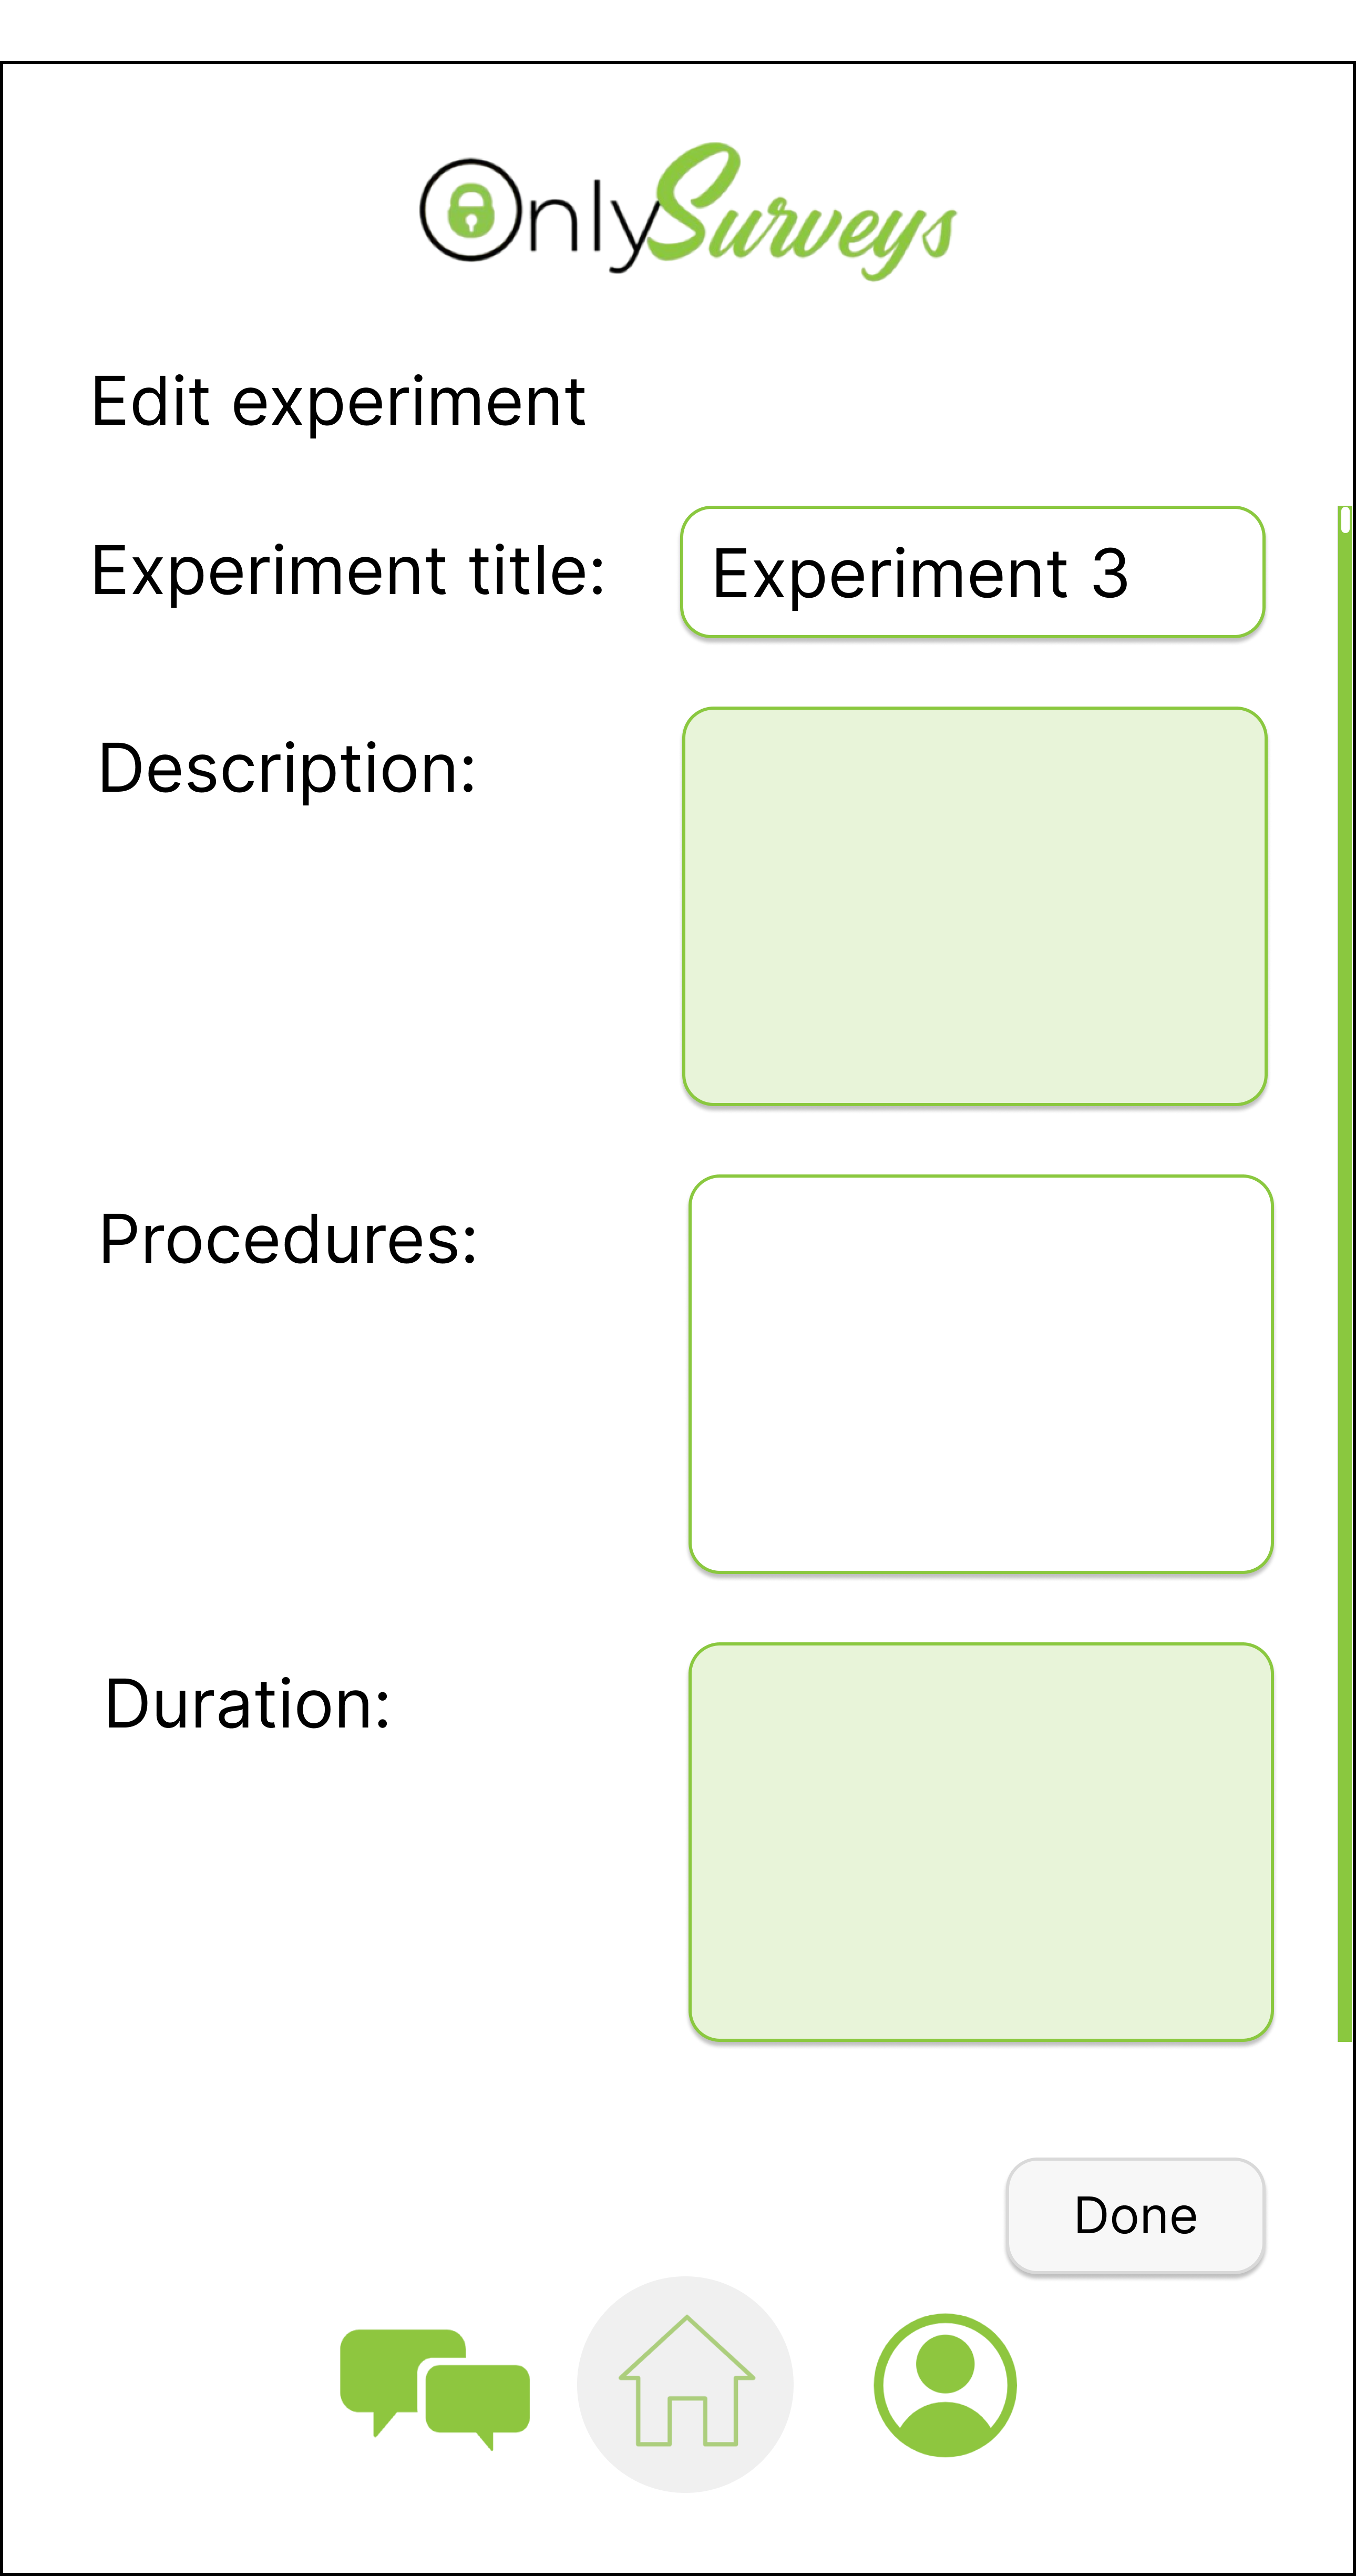 OnlySurveys
Edit experiment
Experiment title: Experiment 3
Description:
Procedures:
Duration:
Done